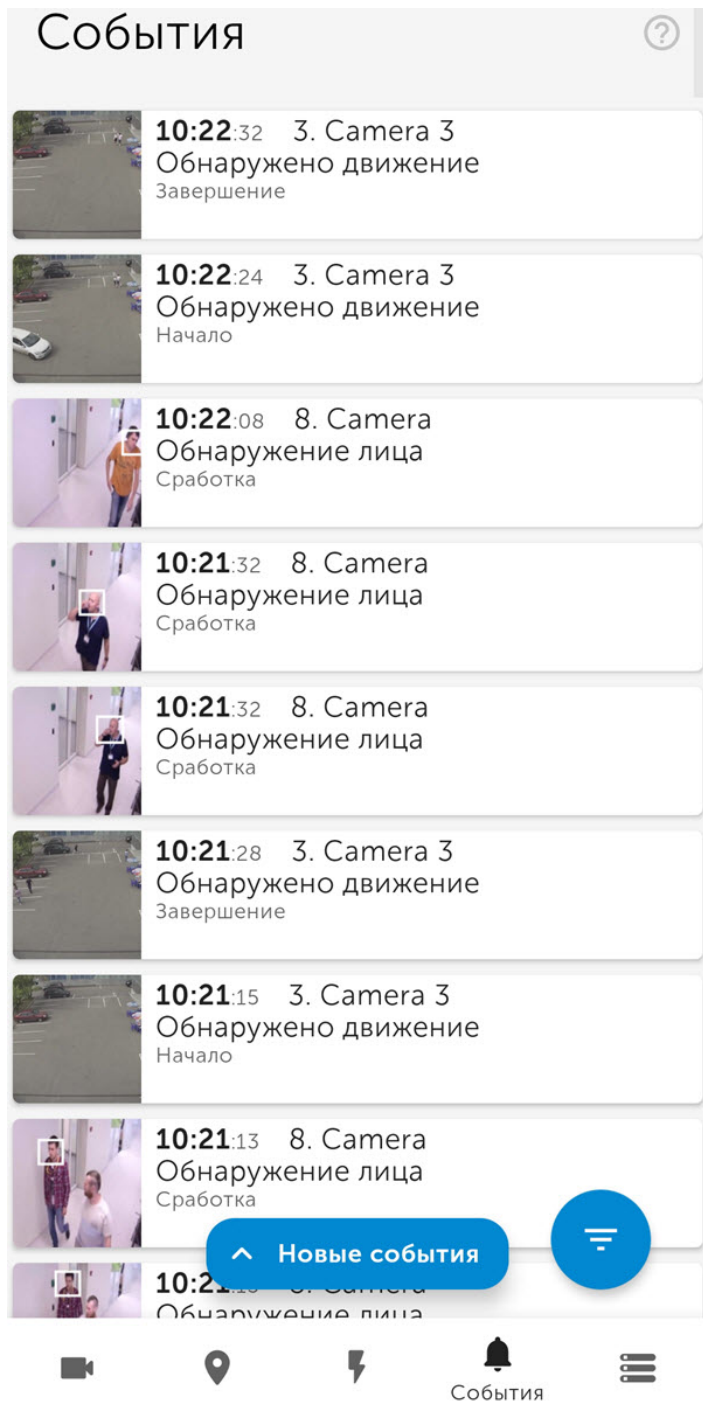 События
10:22:32 3. Camera 3
Обнаружено движение
Завершение
10:22:24 3. Camera 3
Обнаружено движение
Начало
10:22:08 8. Camera
Обнаружение лица
Сработка
10:21:32 8. Camera
Обнаружение лица
Сработка
10:21:32 8. Camera
Обнаружение лица
Сработка
10:21:28 3. Camera 3
Обнаружено движение
Завершение
10:21:15 3. Camera 3
Обнаружено движение
Начало
10:21:13 8. Camera
Обнаружение лица
Сработка
Новые события
Обнаружение лица
События